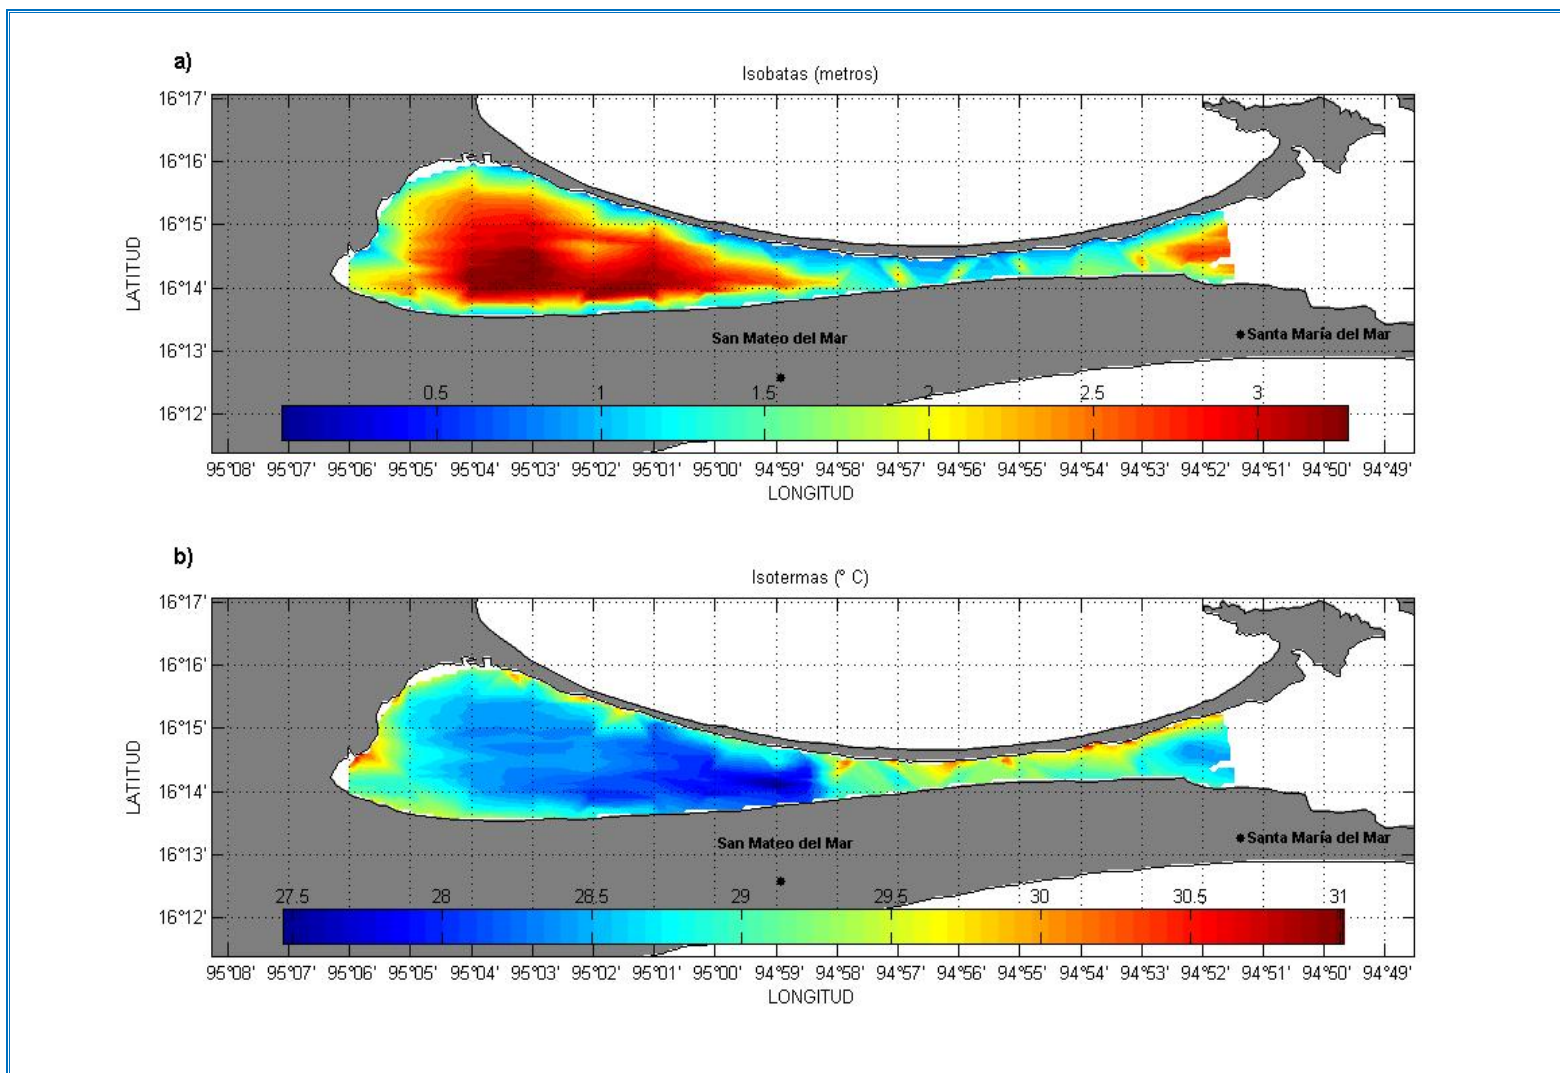 a)
Isobatas (metros)
16°17'
16°16'
16°15'
16°14'
16°13'
16°12'
LATITUD
San Mateo del Mar
Santa María del Mar
0.5 1 1.5 2 2.5 3
95°08' 95°07' 95°06' 95°05' 95°04' 95°03' 95°02' 95°01' 95°00' 94°59' 94°58' 94°57' 94°56' 94°55' 94°54' 94°53' 94°52' 94°51' 94°50' 94°49'
LONGITUD
b)
Isotermas (° C)
16°17'
16°16'
16°15'
16°14'
16°13'
16°12'
LATITUD
San Mateo del Mar
Santa María del Mar
27.5 28 28.5 29 29.5 30 30.5 31
95°08' 95°07' 95°06' 95°05' 95°04' 95°03' 95°02' 95°01' 95°00' 94°59' 94°58' 94°57' 94°56' 94°55' 94°54' 94°53' 94°52' 94°51' 94°50' 94°49'
LONGITUD